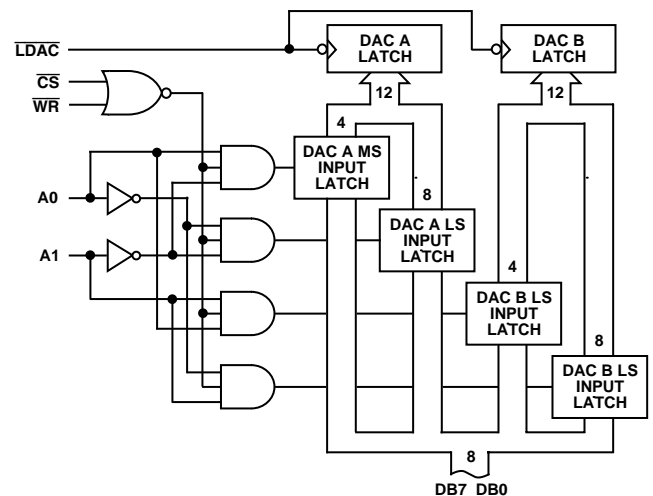 LDAC
CS
WR
A0
A1
DAC A
LATCH
DAC B
LATCH
12
12
4
DAC A MS
INPUT
LATCH
8
DAC A LS
INPUT
LATCH
4
DAC B LS
INPUT
LATCH
8
DAC B LS
INPUT
LATCH
8
DB7 DB0